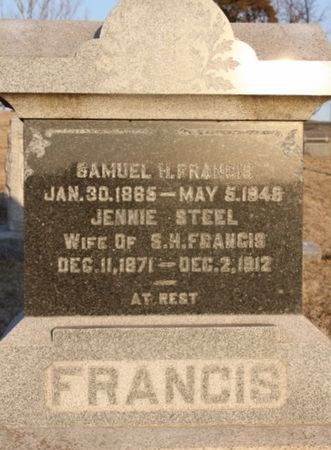 SAMUEL H. FRANCIS
JAN. 30. 1865 — MAY 5. 1948
JENNIE STEEL
WIFE OF S. H. FRANCIS
DEC. 11, 1871 — DEC. 2, 1912
AT REST
FRANCIS